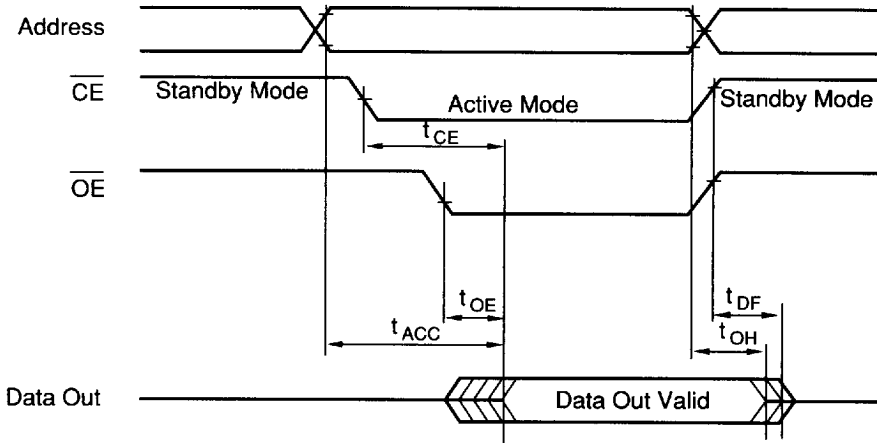 Address
CE Standby Mode Active Mode Standby Mode
tCE
OE
tOE tDF
tACC tOH
Data Out Data Out Valid